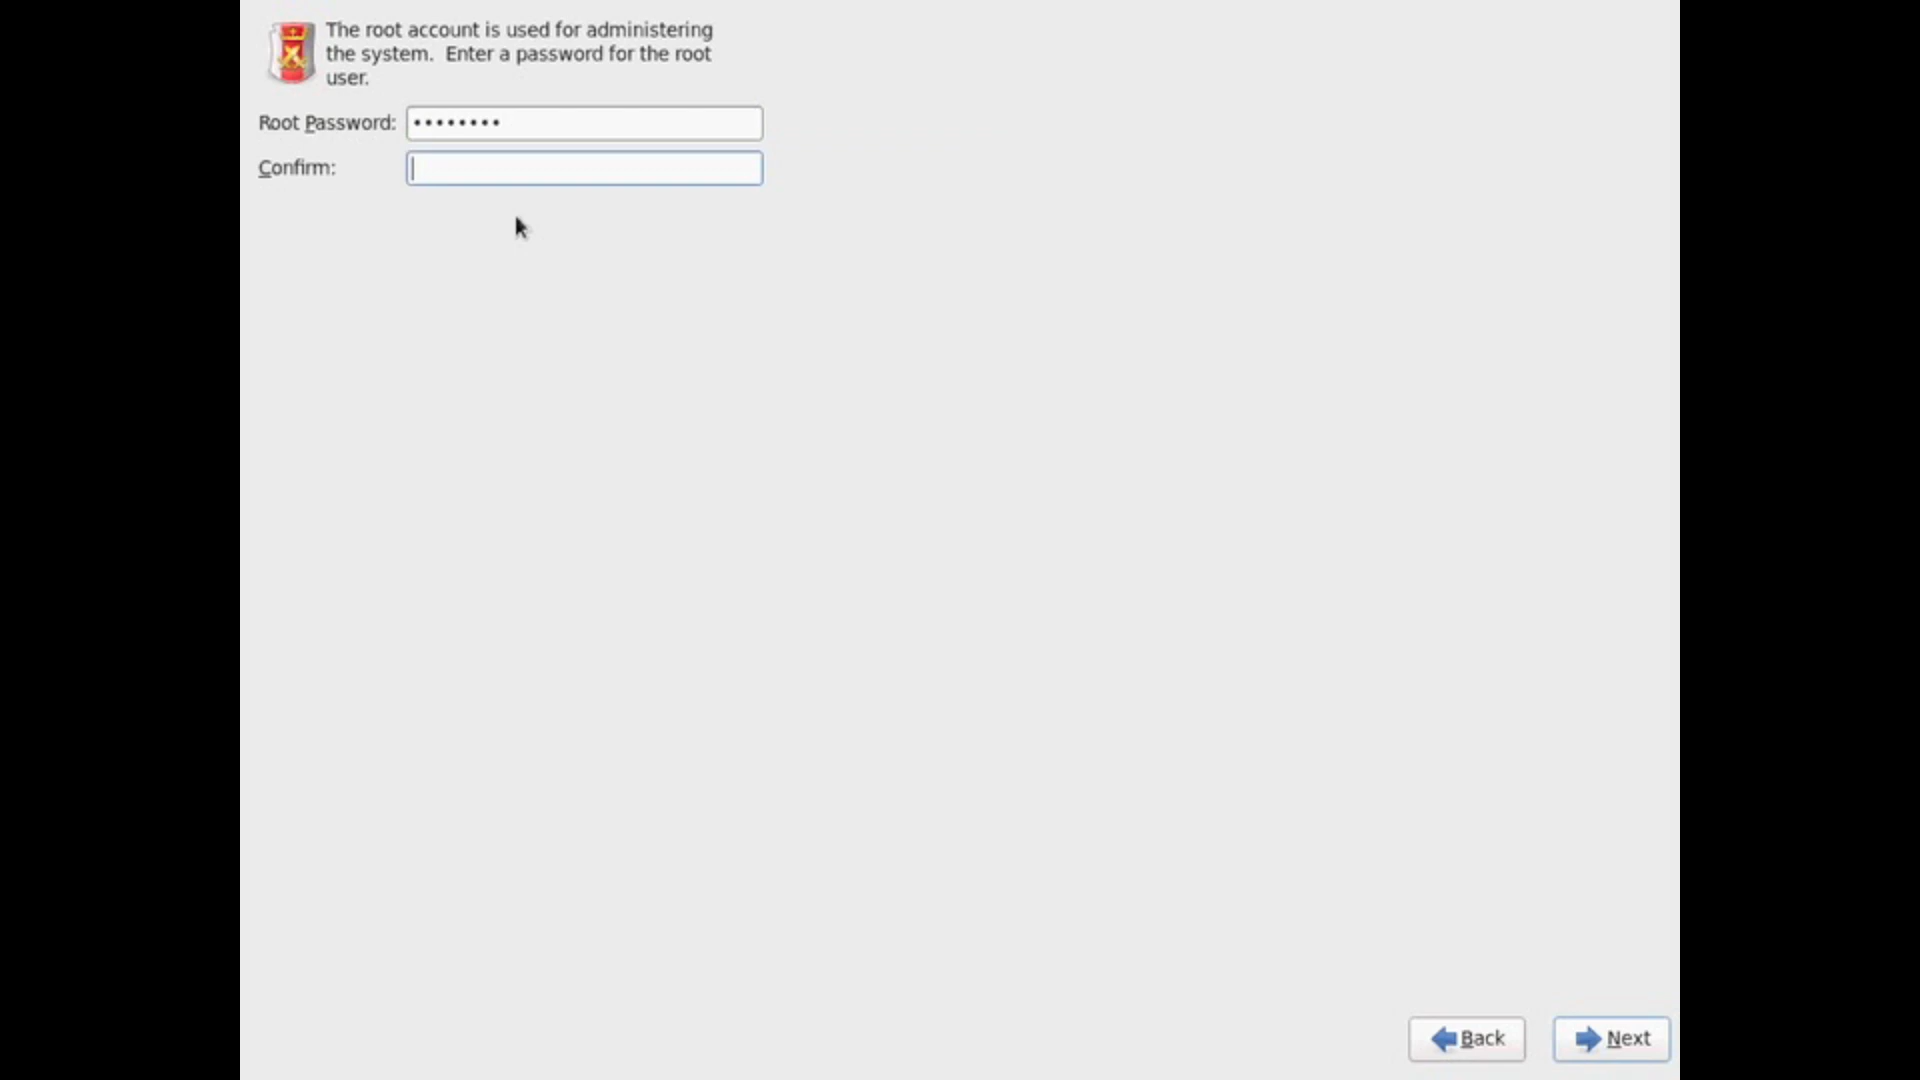 The root account is used for administering
the system.  Enter a password for the root
user.
Root Password: ••••••••
Confirm:
Back
Next